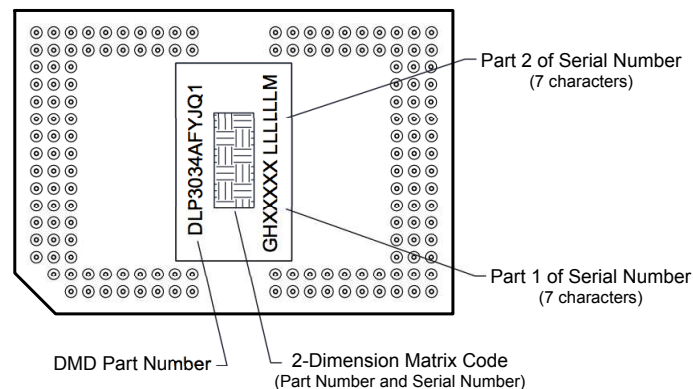 Part 2 of Serial Number
(7 characters)
DLP3034AFYJQ1
GHXXXXX LLLLLLM
Part 1 of Serial Number
(7 characters)
DMD Part Number
2-Dimension Matrix Code
(Part Number and Serial Number)